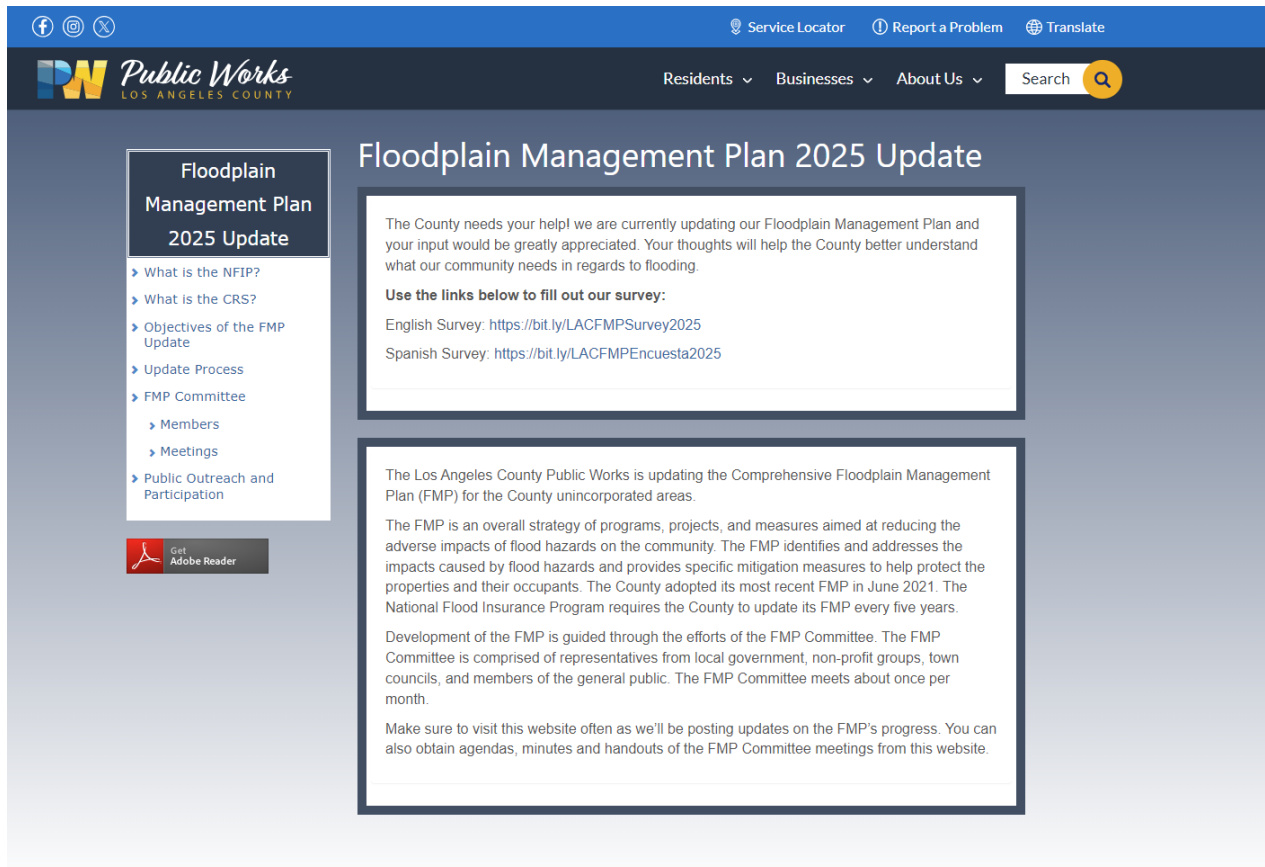 Service Locator Report a Problem Translate
PW Public Works
LOS ANGELES COUNTY
Residents Businesses About Us Search
Floodplain
Management Plan
2025 Update
What is the NFIP?
What is the CRS?
Objectives of the FMP
Update
Update Process
FMP Committee
Members
Meetings
Public Outreach and
Participation
Get
Adobe Reader
Floodplain Management Plan 2025 Update
The County needs your help! we are currently updating our Floodplain Management Plan and
your input would be greatly appreciated. Your thoughts will help the County better understand
what our community needs in regards to flooding.
Use the links below to fill out our survey:
English Survey: https://bit.ly/LACFMPSurvey2025
Spanish Survey: https://bit.ly/LACFMPEncuesta2025
The Los Angeles County Public Works is updating the Comprehensive Floodplain Management
Plan (FMP) for the County unincorporated areas.
The FMP is an overall strategy of programs, projects, and measures aimed at reducing the
adverse impacts of flood hazards on the community. The FMP identifies and addresses the
impacts caused by flood hazards and provides specific mitigation measures to help protect the
properties and their occupants. The County adopted its most recent FMP in June 2021. The
National Flood Insurance Program requires the County to update its FMP every five years.
Development of the FMP is guided through the efforts of the FMP Committee. The FMP
Committee is comprised of representatives from local government, non-profit groups, town
councils, and members of the general public. The FMP Committee meets about once per
month.
Make sure to visit this website often as we'll be posting updates on the FMP's progress. You can
also obtain agendas, minutes and handouts of the FMP Committee meetings from this website.